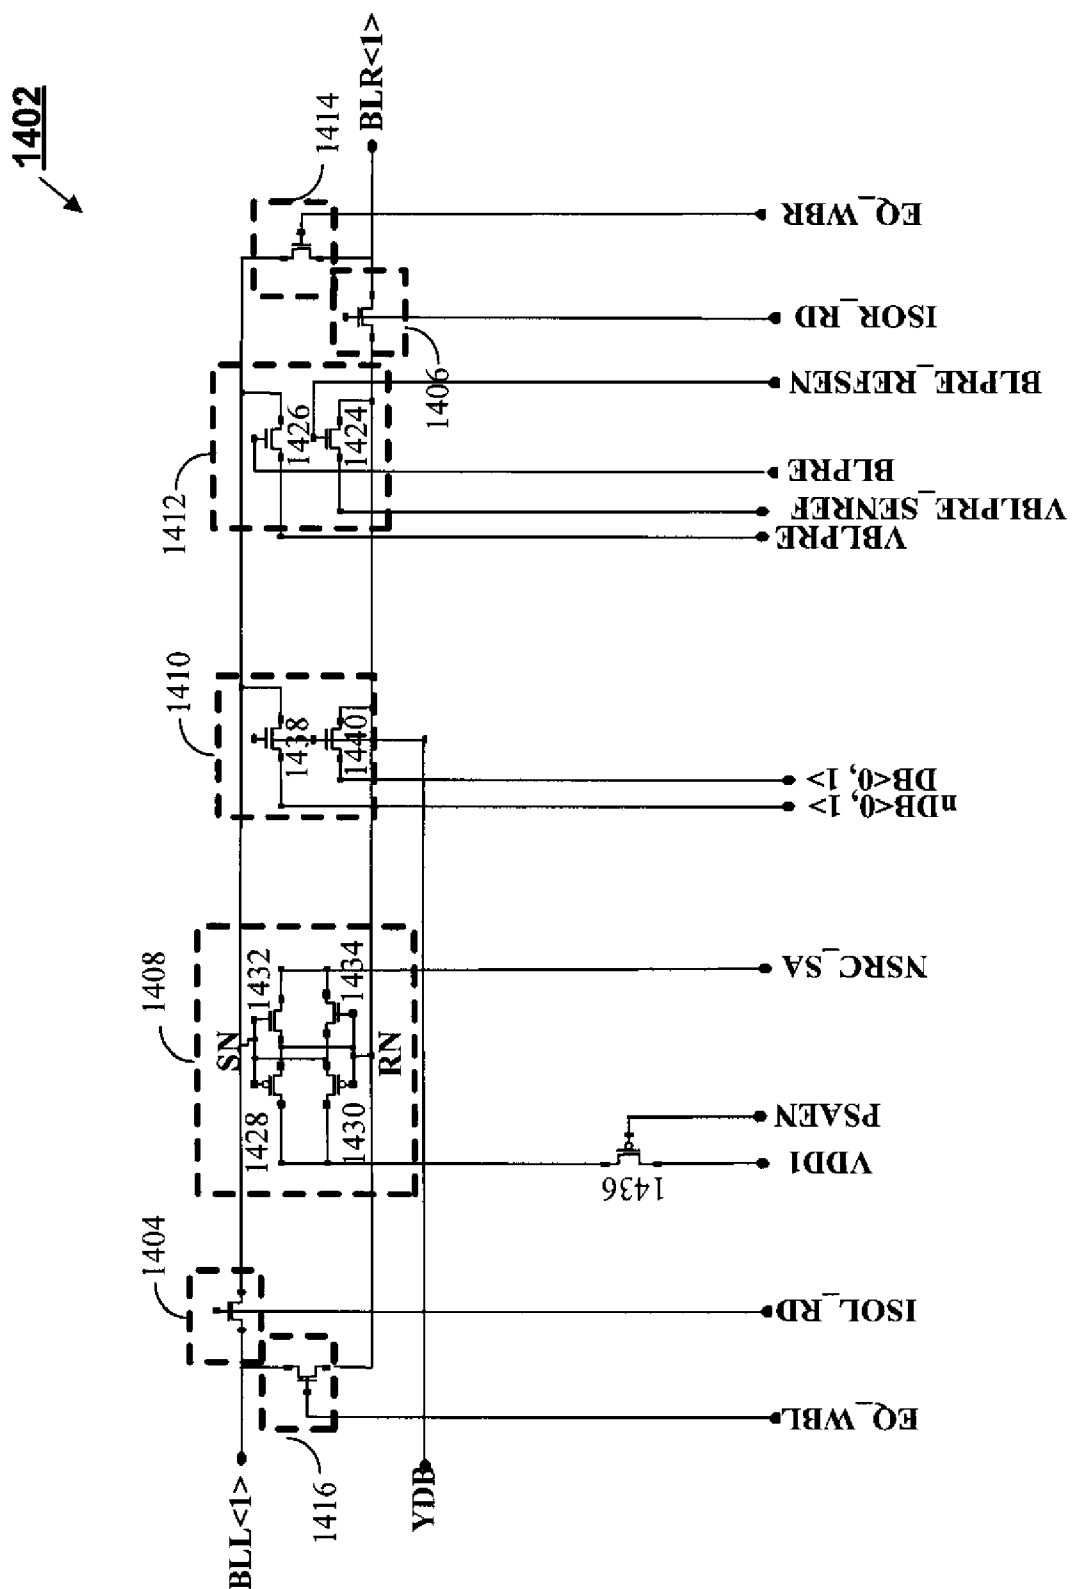 1402
1414
BLR<1>
EQ_WBR
ISOR_RD
1406
BLPRE_REFSEN
BLPRE
VBLPRE_SENREF
VBLPRE
1412
1426
1424
1410
1438
1440
DB<0, 1>
nDB<0, 1>
1408
SN
1432
1434
RN
1428
1430
NSRC_SA
PSAEN
VDD1
1436
1404
ISOL_RD
EQ_WBL
1416
BLL<1>
YDB